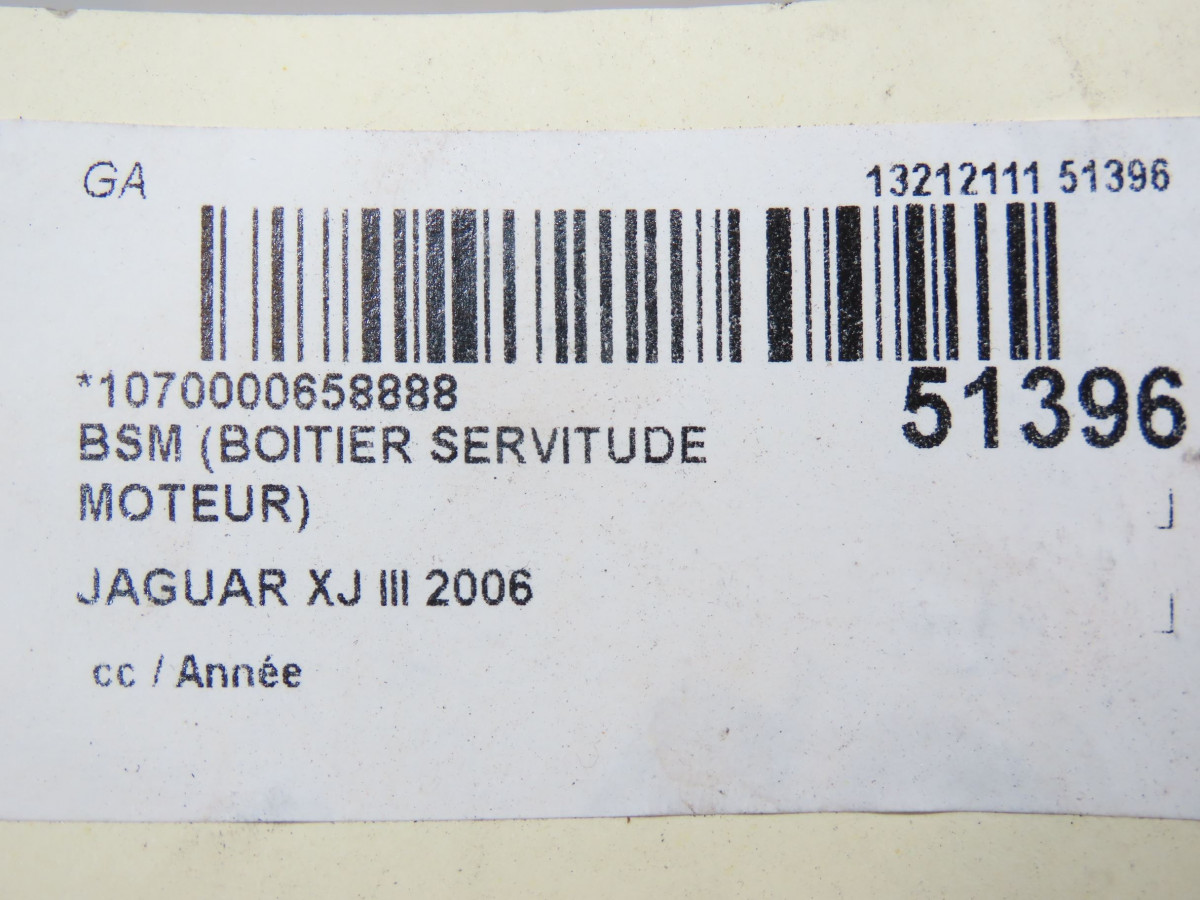 GA
13212111 51396
*1070000658888
51396
BSM (BOITIER SERVITUDE
MOTEUR)
JAGUAR XJ III 2006
cc / Année